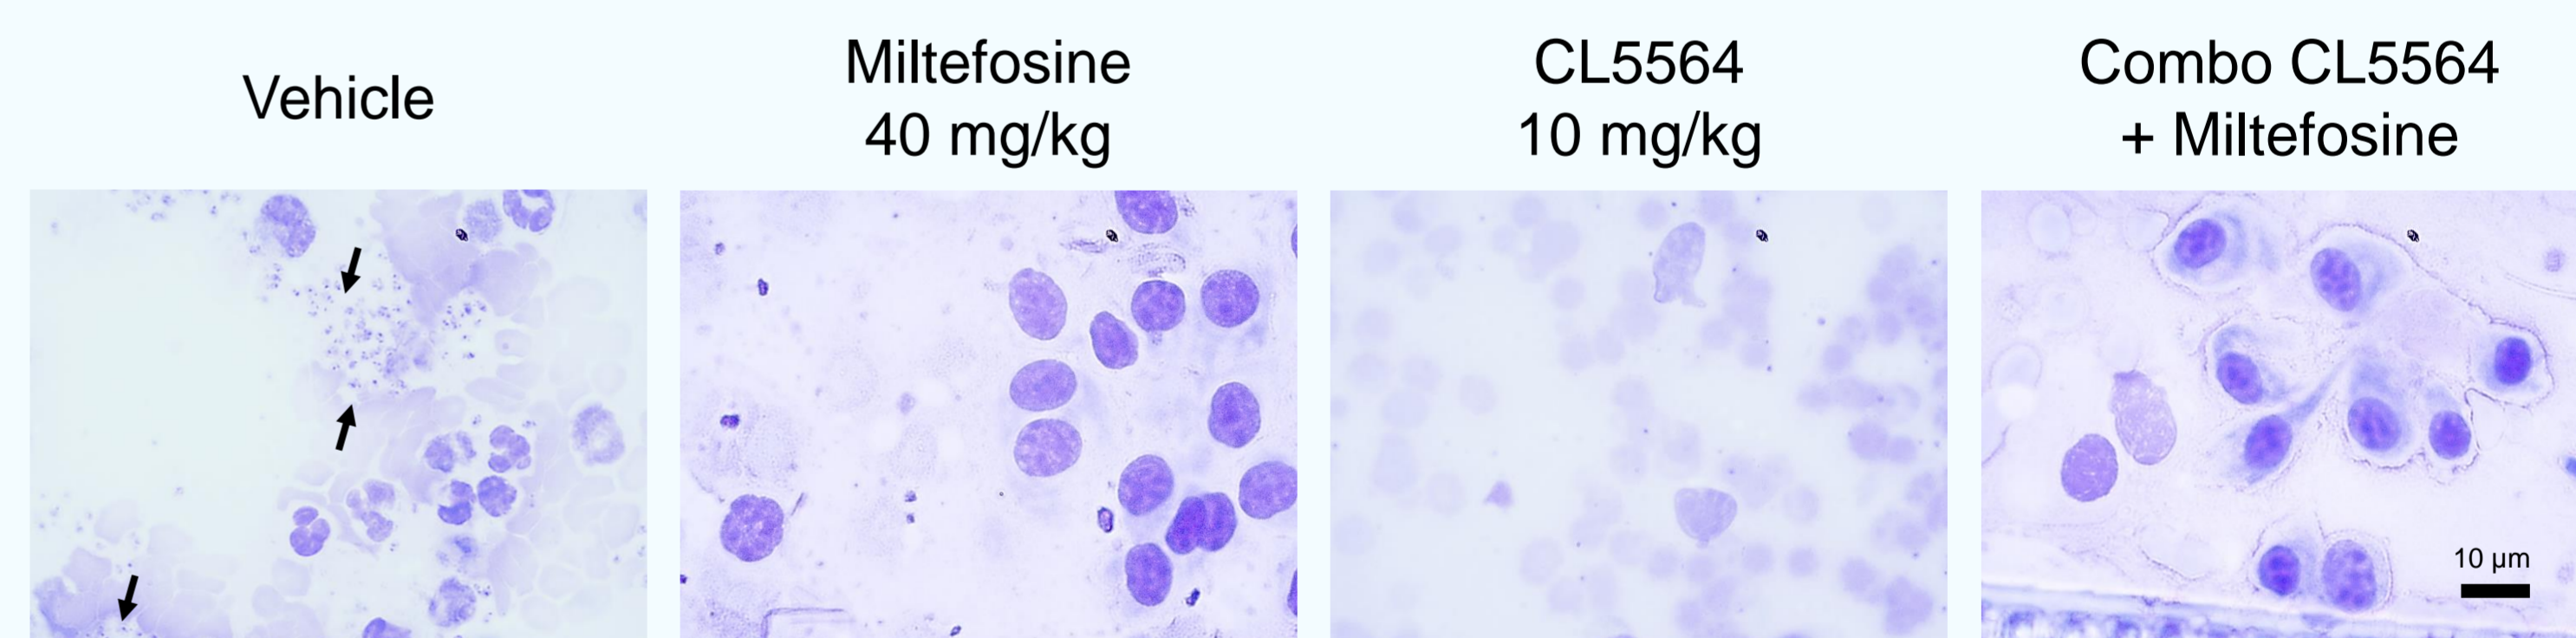 Vehicle
Miltefosine
40 mg/kg
CL5564
10 mg/kg
Combo CL5564
+ Miltefosine
10 µm